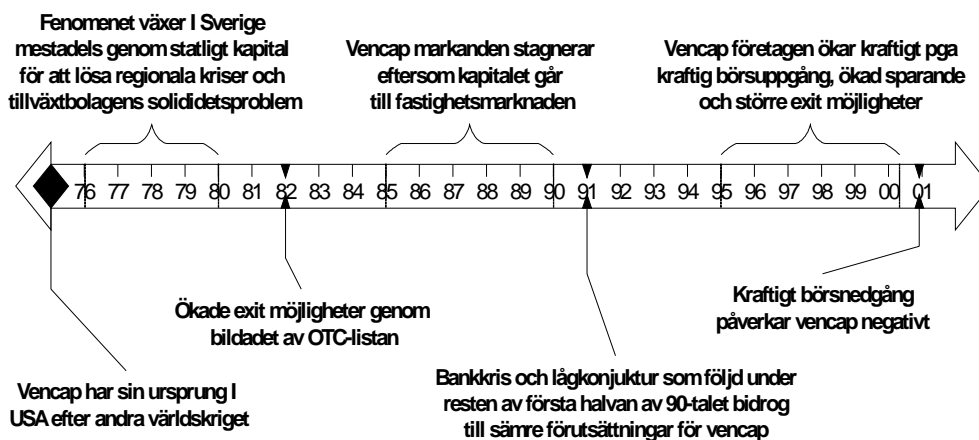 Fenomenet växer I Sverige
mestadels genom statligt kapital
för att lösa regionala kriser och
tillväxtbolagens solididetsproblem
Vencap markanden stagnerar
eftersom kapitalet går
till fastighetsmarknaden
Vencap företagen ökar kraftigt pga
kraftig börsuppgång, ökad sparande
och större exit möjligheter
76 77 78 79 80 81 82 83 84 85 86 87 88 89 90 91 92 93 94 95 96 97 98 99 00 01
Ökade exit möjligheter genom
bildadet av OTC-listan
Kraftigt börsnedgång
påverkar vencap negativt
Vencap har sin ursprung I
USA efter andra världskriget
Bankkris och lågkonjuktur som följd under
resten av första halvan av 90-talet bidrog
till sämre förutsättningar för vencap